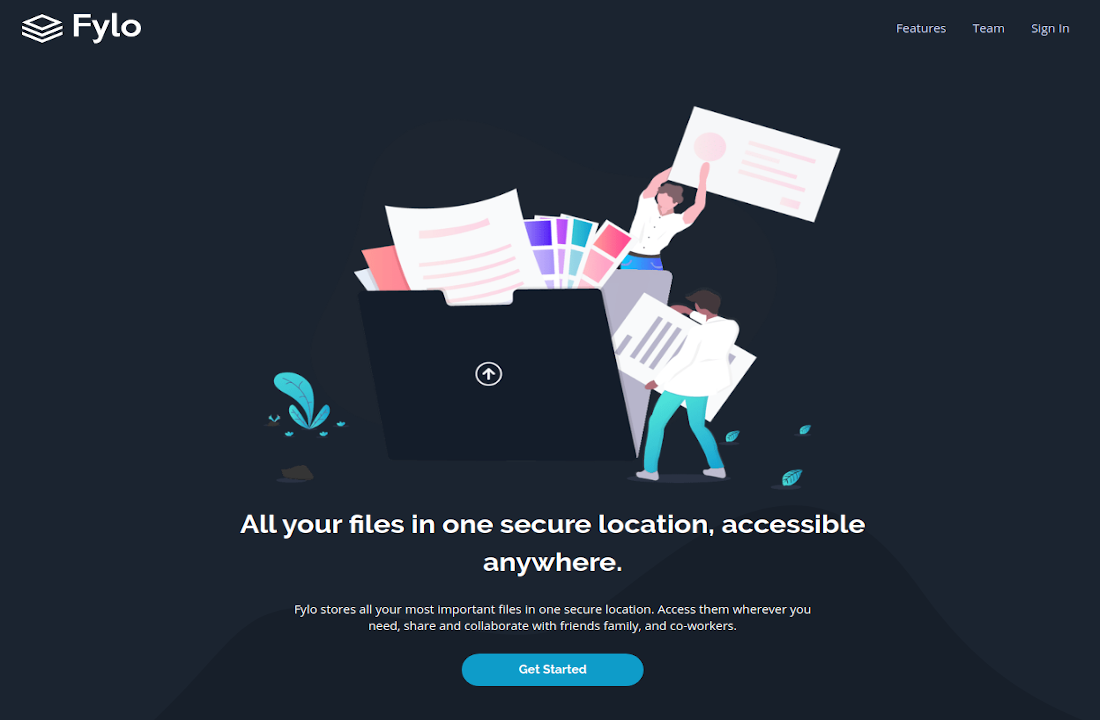 Fylo
Features Team Sign In
All your files in one secure location, accessible
anywhere.
Fylo stores all your most important files in one secure location. Access them wherever you
need, share and collaborate with friends family, and co-workers.
Get Started